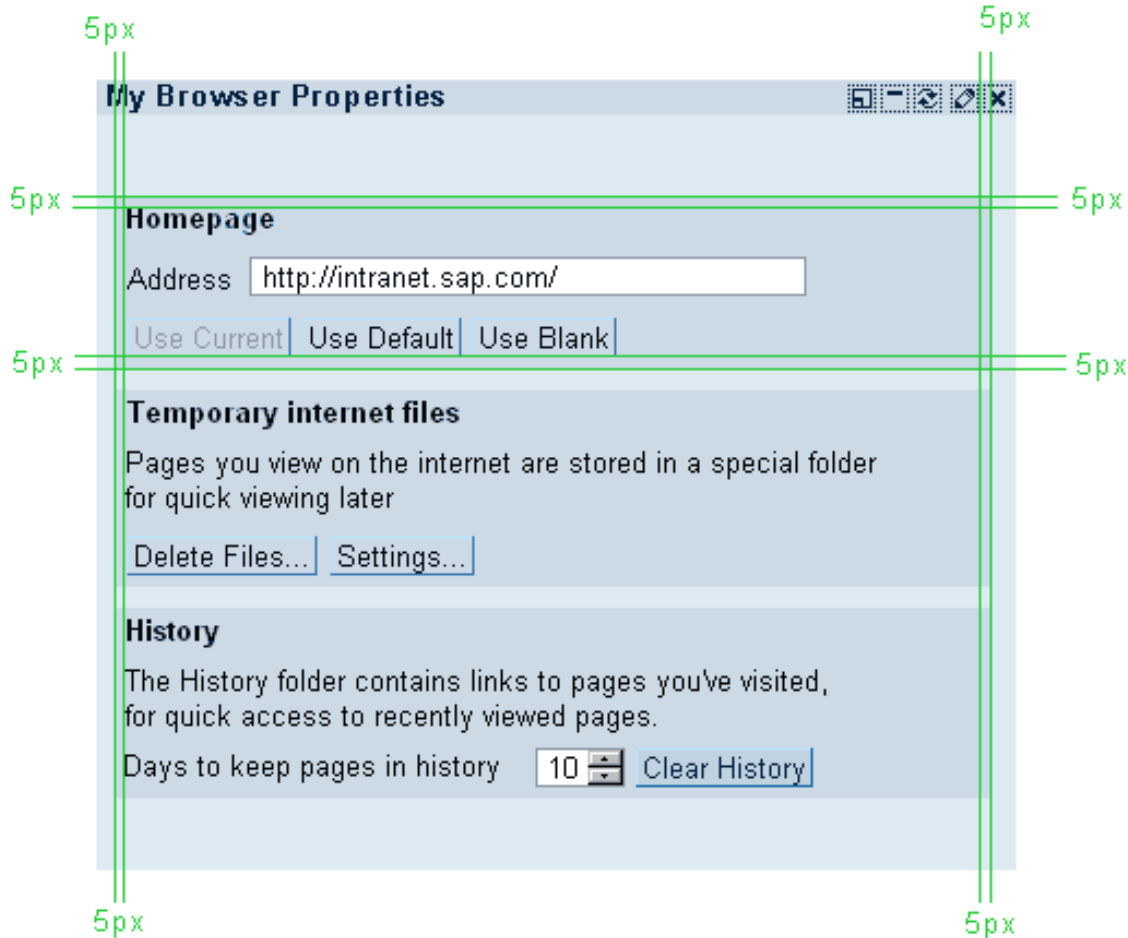 5px
5px
My Browser Properties
5px
5px
Homepage
Address http://intranet.sap.com/
Use Current Use Default Use Blank
5px
5px
Temporary internet files
Pages you view on the internet are stored in a special folder
for quick viewing later
Delete Files... Settings...
History
The History folder contains links to pages you've visited,
for quick access to recently viewed pages.
Days to keep pages in history 10 Clear History
5px
5px